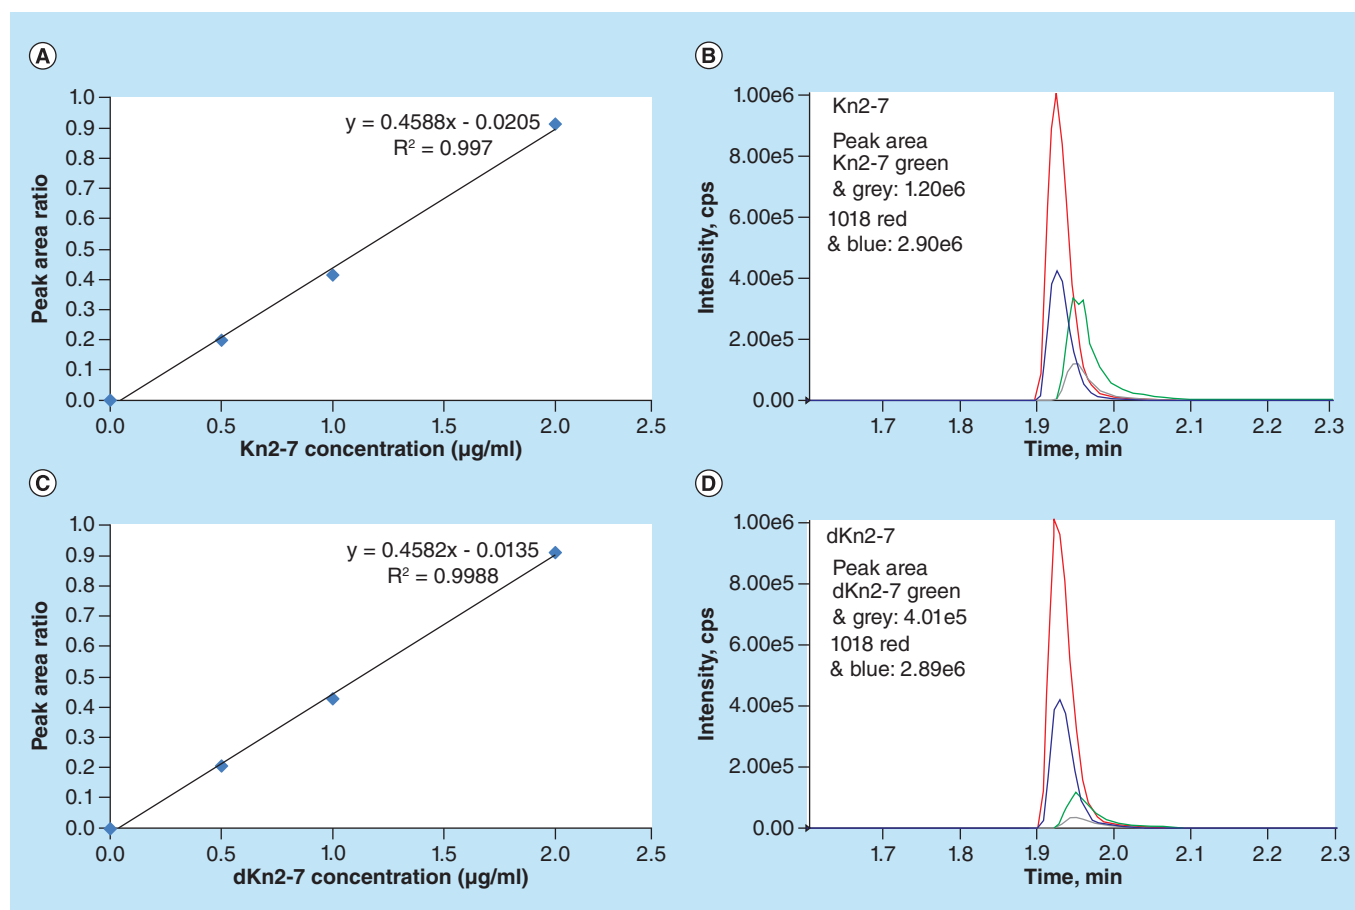 A
1.0
0.9
0.8
0.7
0.6
0.5
0.4
0.3
0.2
0.1
0.0
Peak area ratio
y = 0.4588x - 0.0205
R² = 0.997
0.0 0.5 1.0 1.5 2.0 2.5
Kn2-7 concentration (µg/ml)
B
1.00e6
8.00e5
6.00e5
4.00e5
2.00e5
0.00
Intensity, cps
Kn2-7
Peak area
Kn2-7 green
& grey: 1.20e6
1018 red
& blue: 2.90e6
1.7 1.8 1.9 2.0 2.1 2.2 2.3
Time, min
C
1.0
0.9
0.8
0.7
0.6
0.5
0.4
0.3
0.2
0.1
0.0
Peak area ratio
y = 0.4582x - 0.0135
R² = 0.9988
0.0 0.5 1.0 1.5 2.0 2.5
dKn2-7 concentration (µg/ml)
D
1.00e6
8.00e5
6.00e5
4.00e5
2.00e5
0.00
Intensity, cps
dKn2-7
Peak area
dKn2-7 green
& grey: 4.01e5
1018 red
& blue: 2.89e6
1.7 1.8 1.9 2.0 2.1 2.2 2.3
Time, min